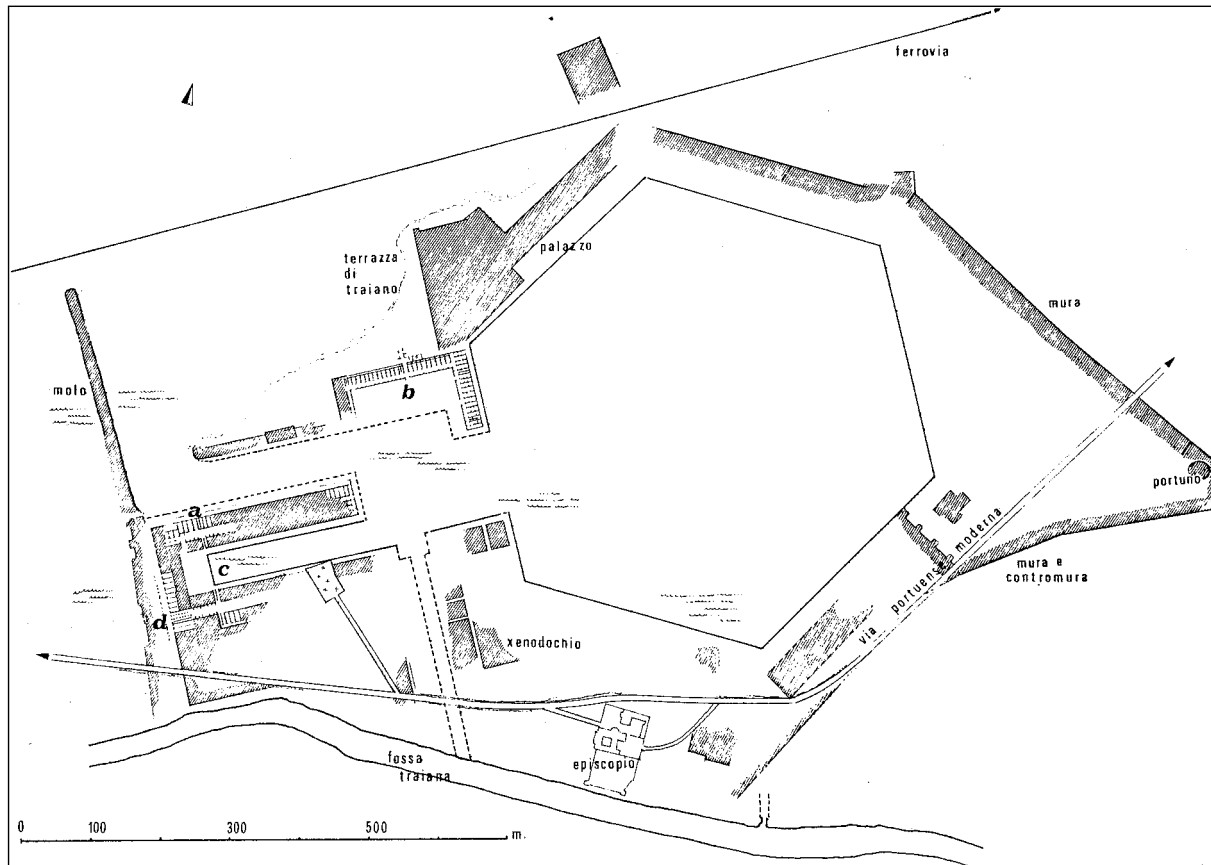 ferrovia
palazzo
terrazza
di
traiano
mura
molo
b
portuno
a
via portuense moderna
mura e
contromura
c
d
xenodochio
fossa
traiana
episcopio
0 100 300 500 m.